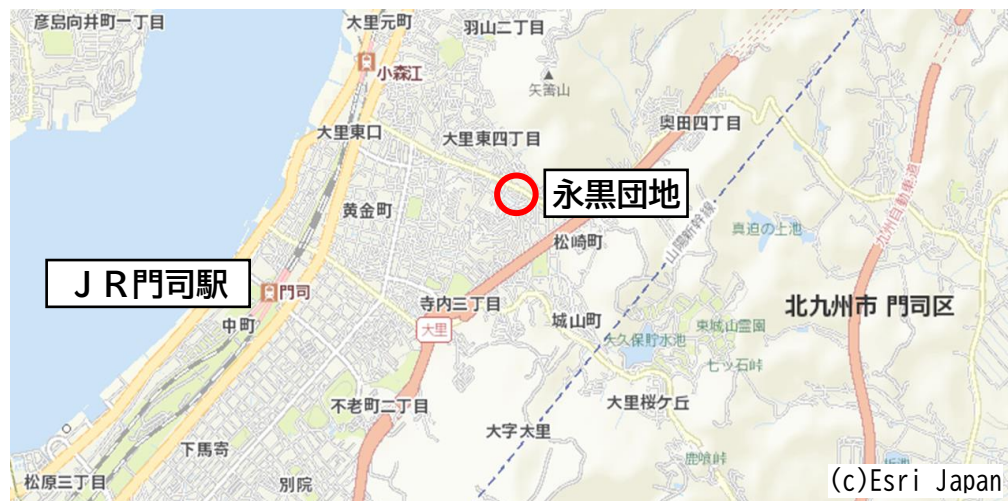 彦島向井町一丁目
大里元町
羽山二丁目
小森江
矢筈山
大里東口
大里東四丁目
奥田四丁目
永黒団地
黄金町
松崎町
山陽新幹線
真迫の上池
九州自動車道
JR門司駅
門司
寺内三丁目
中町
大里
城山町
北九州市 門司区
東城山霊園
大久保貯水池
七ツ石峠
不老町二丁目
大里桜ケ丘
大字大里
下馬寄
鹿喰峠
松原三丁目
別院
(c)Esri Japan